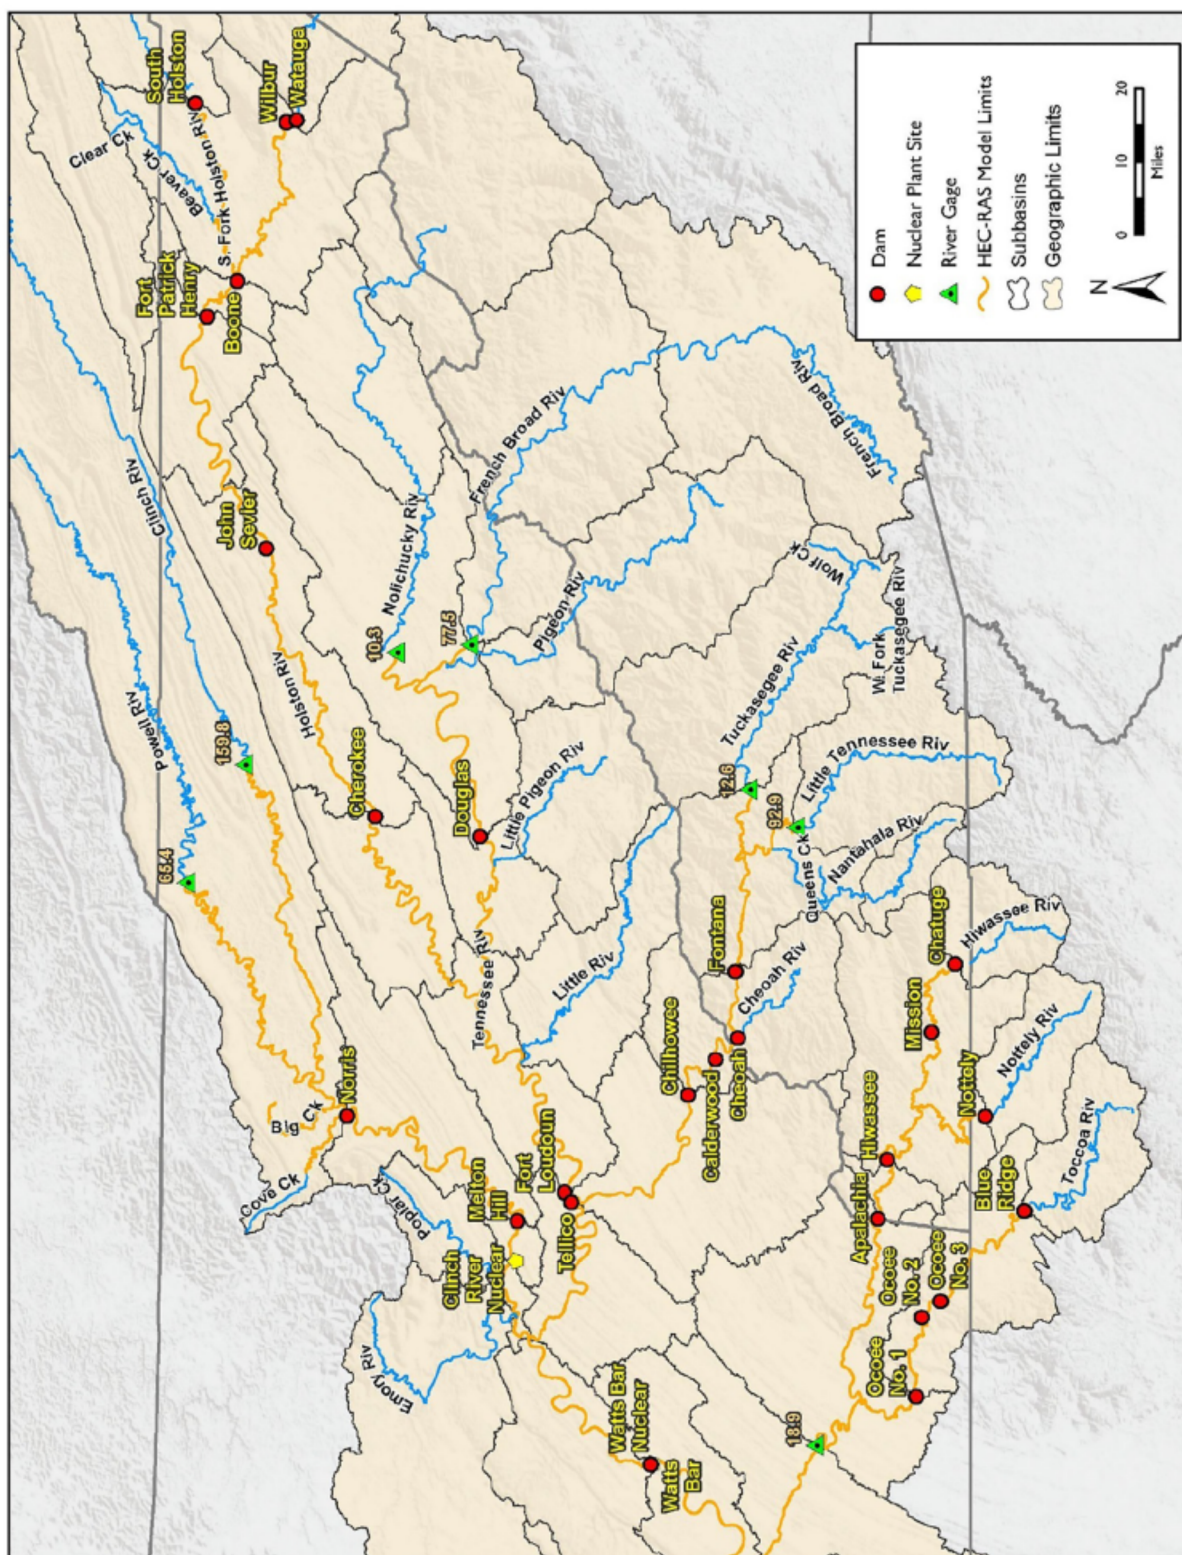 South
Holston
Wilbur
Watauga
Clear Ck
Beaver Ck
S. Fork Holston Riv
Fort
Patrick
Henry
Boone
Clinch Riv
Powell Riv
John
Sevier
Holston Riv
Nolichucky Riv
French Broad Riv
French Broad Riv
10.3
77.5
Pigeon Riv
159.8
65.4
Cherokee
Douglas
Little Pigeon Riv
Tennessee Riv
Little Riv
Wolf Ck
Tuckasegee Riv
W. Fork
Tuckasegee Riv
12.6
92.9
Little Tennessee Riv
Queens Ck
Nantahala Riv
Fontana
Cheoah Riv
Chilhowee
Calderwood
Cheoah
Norris
Big Ck
Cove Ck
Poplar Ck
Melton
Hill
Fort
Loudoun
Tellico
Clinch
River
Nuclear
Emory Riv
Watts Bar
Nuclear
Watts
Bar
18.9
Chatuge
Hiwassee Riv
Mission
Nottely
Nottely Riv
Hiwassee
Apalachia
Blue
Ridge
Toccoa Riv
Ocoee
No. 2
Ocoee
No. 3
Ocoee
No. 1
Dam
Nuclear Plant Site
River Gage
HEC-RAS Model Limits
Subbasins
Geographic Limits
N
0 10 20
Miles